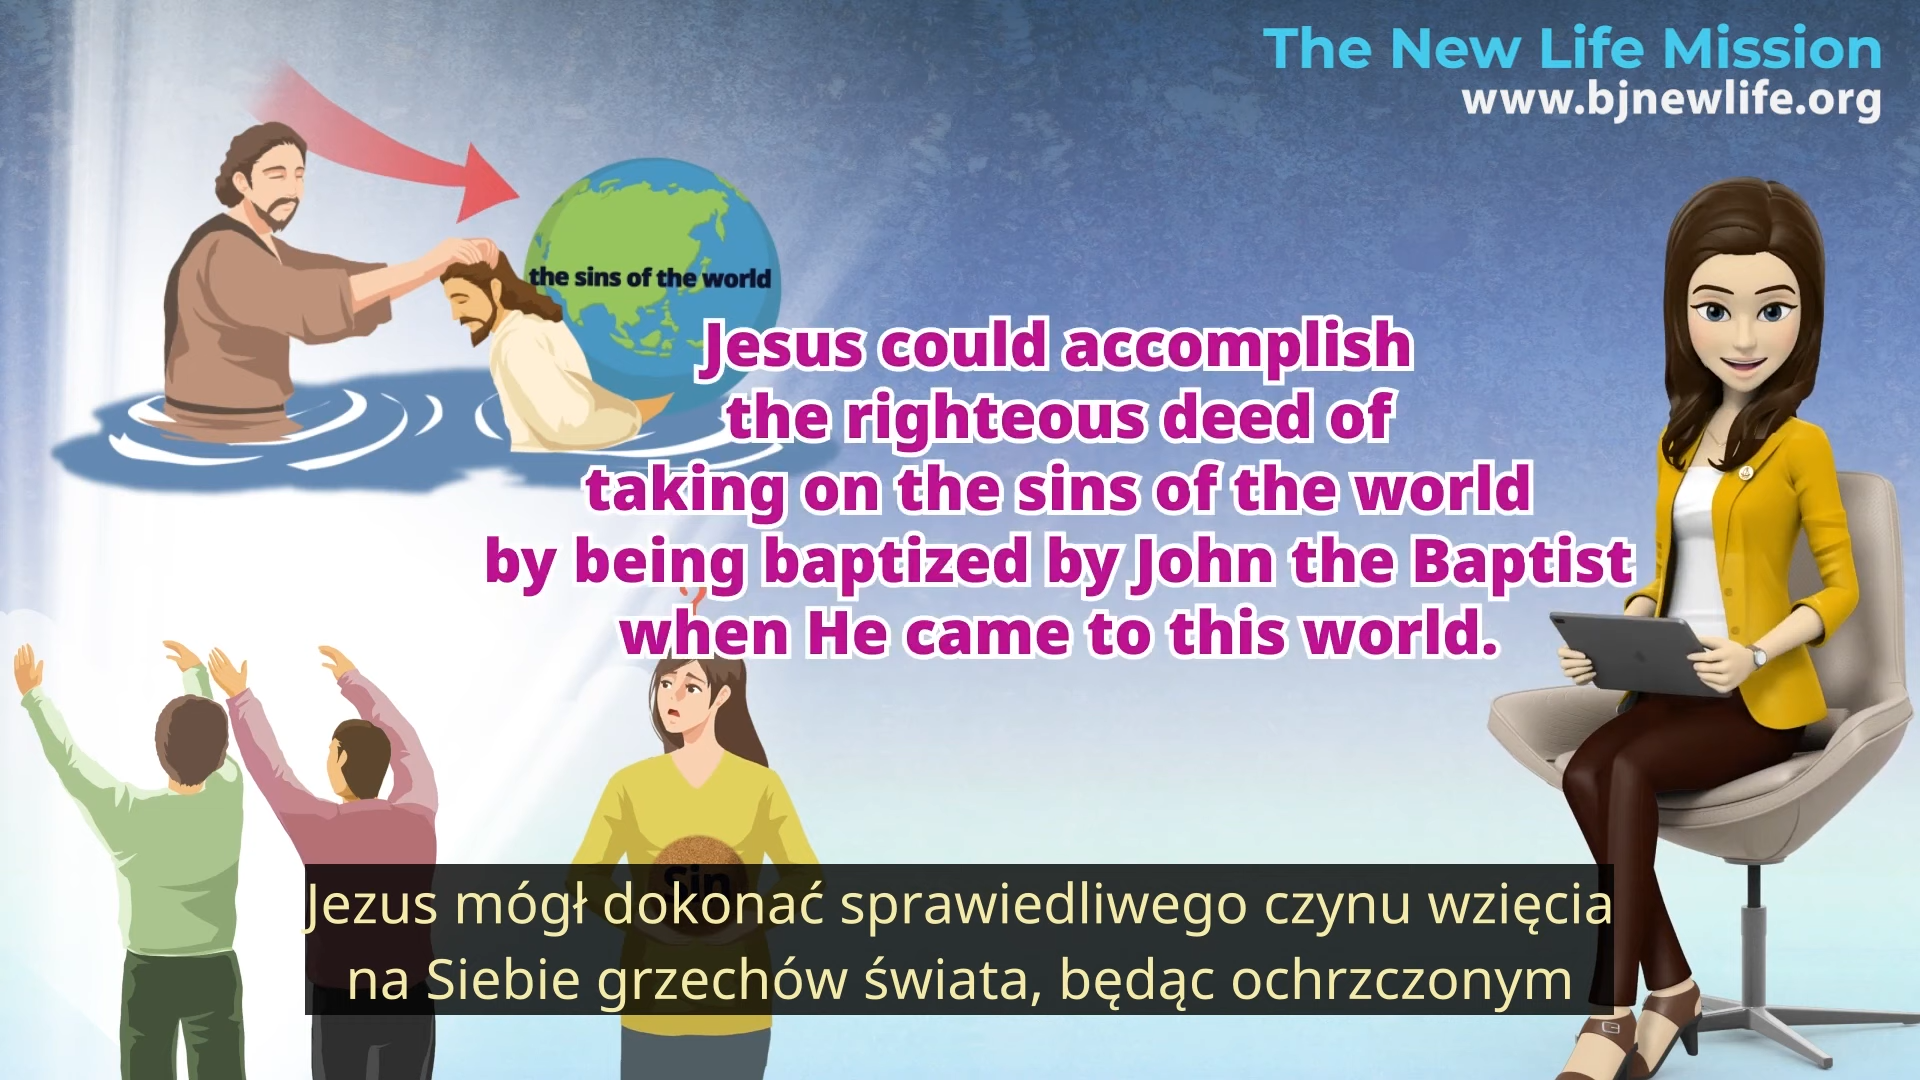 The New Life Mission
www.bjnewlife.org
the sins of the world
Jesus could accomplish
the righteous deed of
taking on the sins of the world
by being baptized by John the Baptist
when He came to this world.
Sin
Jezus mógł dokonać sprawiedliwego czynu wzięcia
na Siebie grzechów świata, będąc ochrzczonym